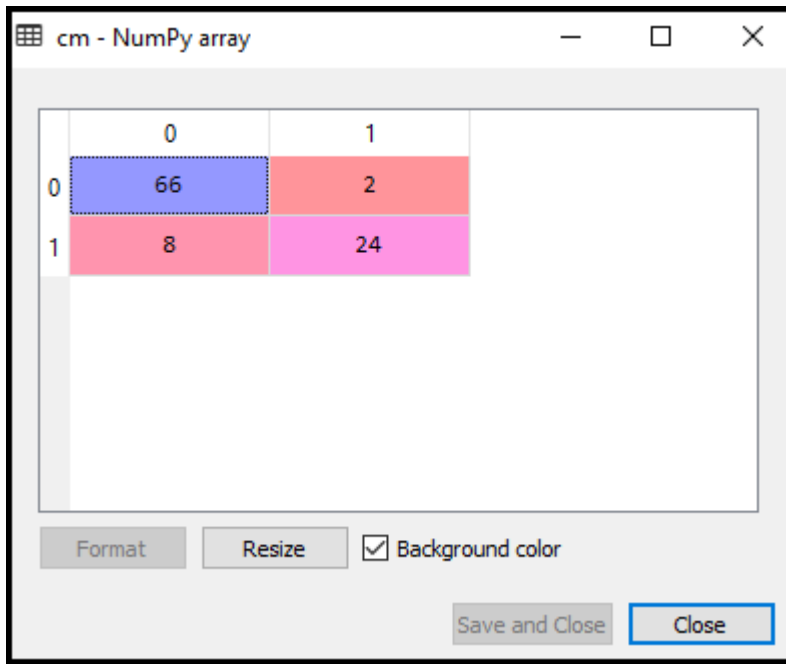 cm - NumPy array
0 1
0 66 2
1 8 24
Format Resize Background color
Save and Close Close